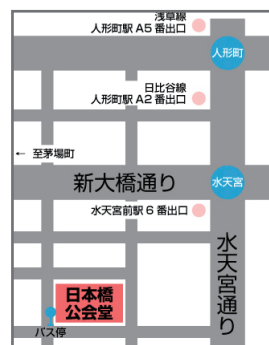 浅草線
人形町駅 A5 番出口
人形町
日比谷線
人形町駅 A2 番出口
← 至茅場町
新大橋通り
水天宮
水天宮前駅 6 番出口
水天宮通り
日本橋
公会堂
バス停